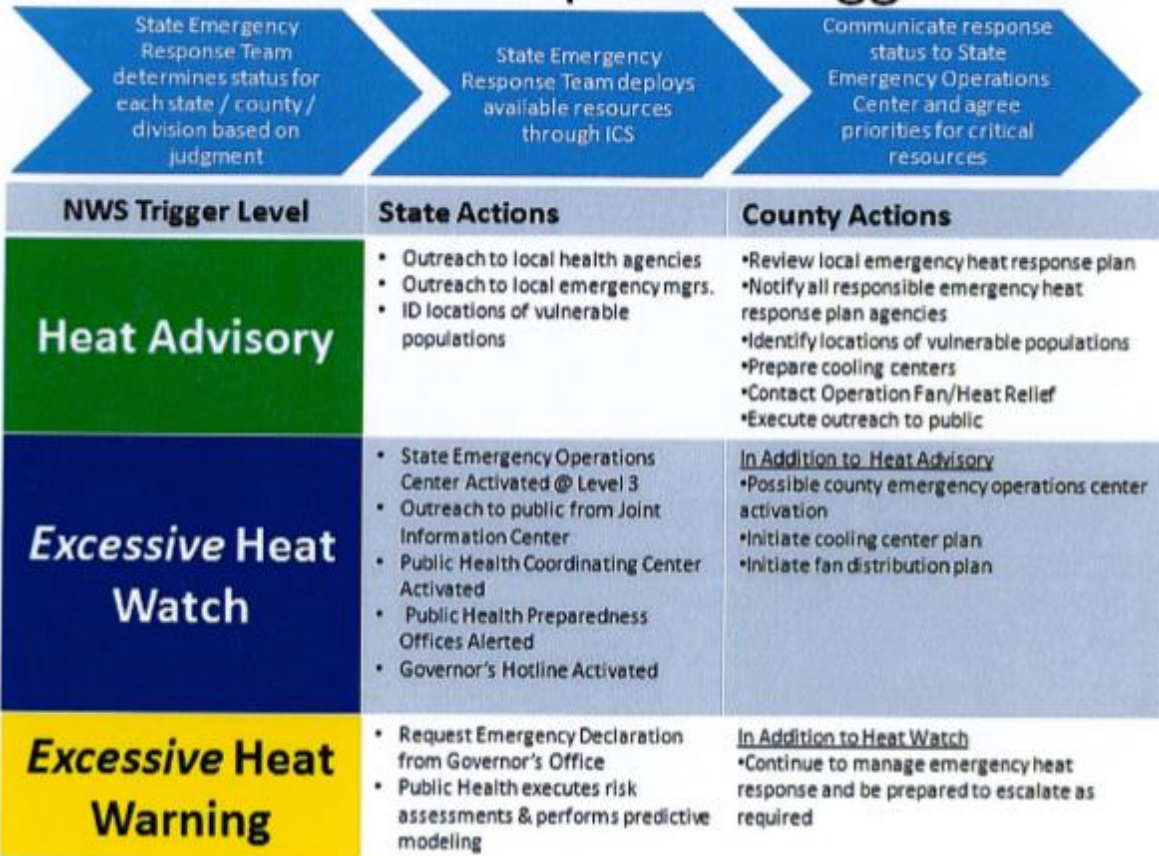 State Emergency
Response Team
determines status for
each state / county /
division based on
judgment
State Emergency
Response Team deploys
available resources
through ICS
Communicate response
status to State
Emergency Operations
Center and agree
priorities for critical
resources
NWS Trigger Level
State Actions
County Actions
Heat Advisory
• Outreach to local health agencies
• Outreach to local emergency mgrs.
• ID locations of vulnerable
populations
•Review local emergency heat response plan
•Notify all responsible emergency heat
response plan agencies
•Identify locations of vulnerable populations
•Prepare cooling centers
•Contact Operation Fan/Heat Relief
•Execute outreach to public
Excessive Heat
Watch
• State Emergency Operations
Center Activated @ Level 3
• Outreach to public from Joint
Information Center
• Public Health Coordinating Center
Activated
• Public Health Preparedness
Offices Alerted
• Governor's Hotline Activated
In Addition to Heat Advisory
•Possible county emergency operations center
activation
•Initiate cooling center plan
•Initiate fan distribution plan
Excessive Heat
Warning
• Request Emergency Declaration
from Governor's Office
• Public Health executes risk
assessments & performs predictive
modeling
In Addition to Heat Watch
•Continue to manage emergency heat
response and be prepared to escalate as
required